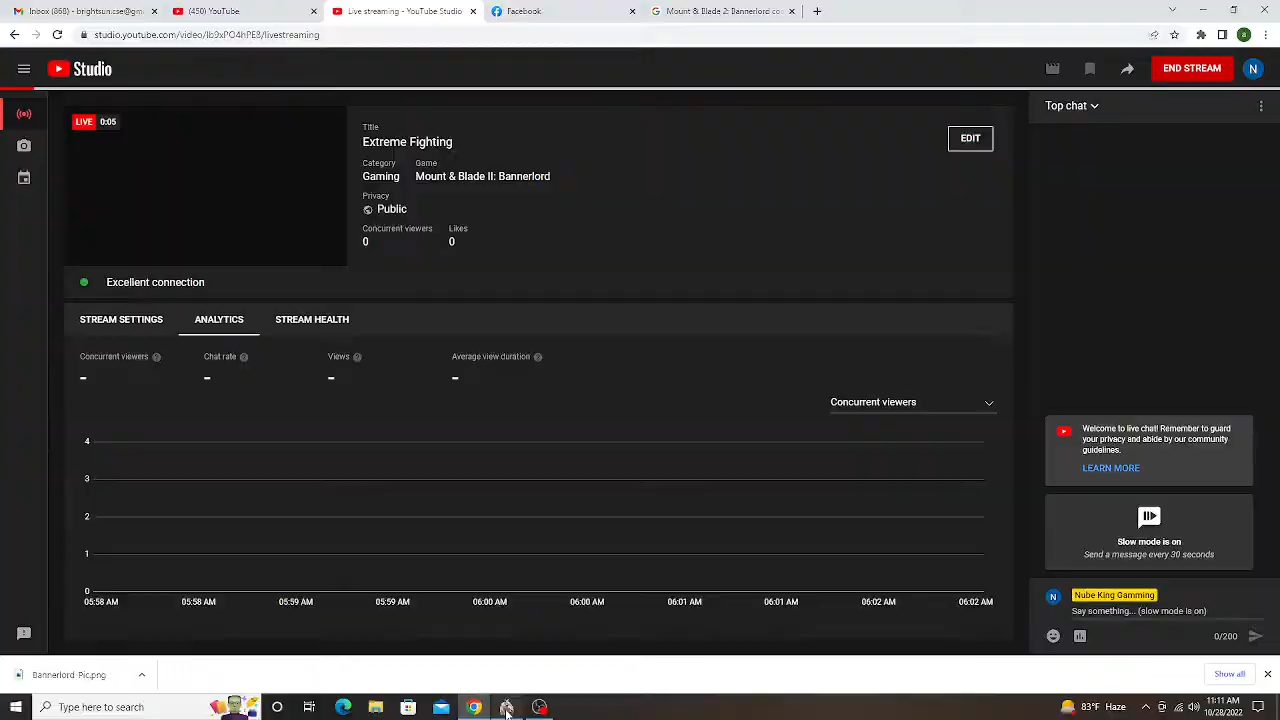 Inbox (868) - brightsunrcse@gm
(450) YouTube
Live streaming - YouTube Studio
Facebook
Mount & Blade 2: Bannerlord
studio.youtube.com/video/Ib9xPO4hPE8/livestreaming
Studio
END STREAM
N
LIVE 0:05
Title
Extreme Fighting
EDIT
Category Game
Gaming Mount & Blade II: Bannerlord
Privacy
Public
Concurrent viewers Likes
0 0
Excellent connection
STREAM SETTINGS ANALYTICS STREAM HEALTH
Concurrent viewers Chat rate Views Average view duration
– – – –
Concurrent viewers
4
3
2
1
0
05:58 AM 05:58 AM 05:59 AM 05:59 AM 06:00 AM 06:00 AM 06:01 AM 06:01 AM 06:02 AM 06:02 AM
Top chat
Welcome to live chat! Remember to guard
your privacy and abide by our community
guidelines.
LEARN MORE
Slow mode is on
Send a message every 30 seconds
N Nube King Gamming
Say something... (slow mode is on)
0/200
Bannerlord Pic.png
Show all
Type here to search
83°F Haze
11:11 AM
10/28/2022